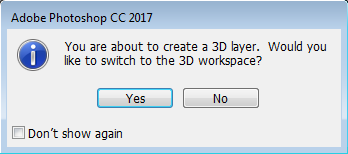 Adobe Photoshop CC 2017
You are about to create a 3D layer.  Would you
like to switch to the 3D workspace?
Yes
No
Don't show again